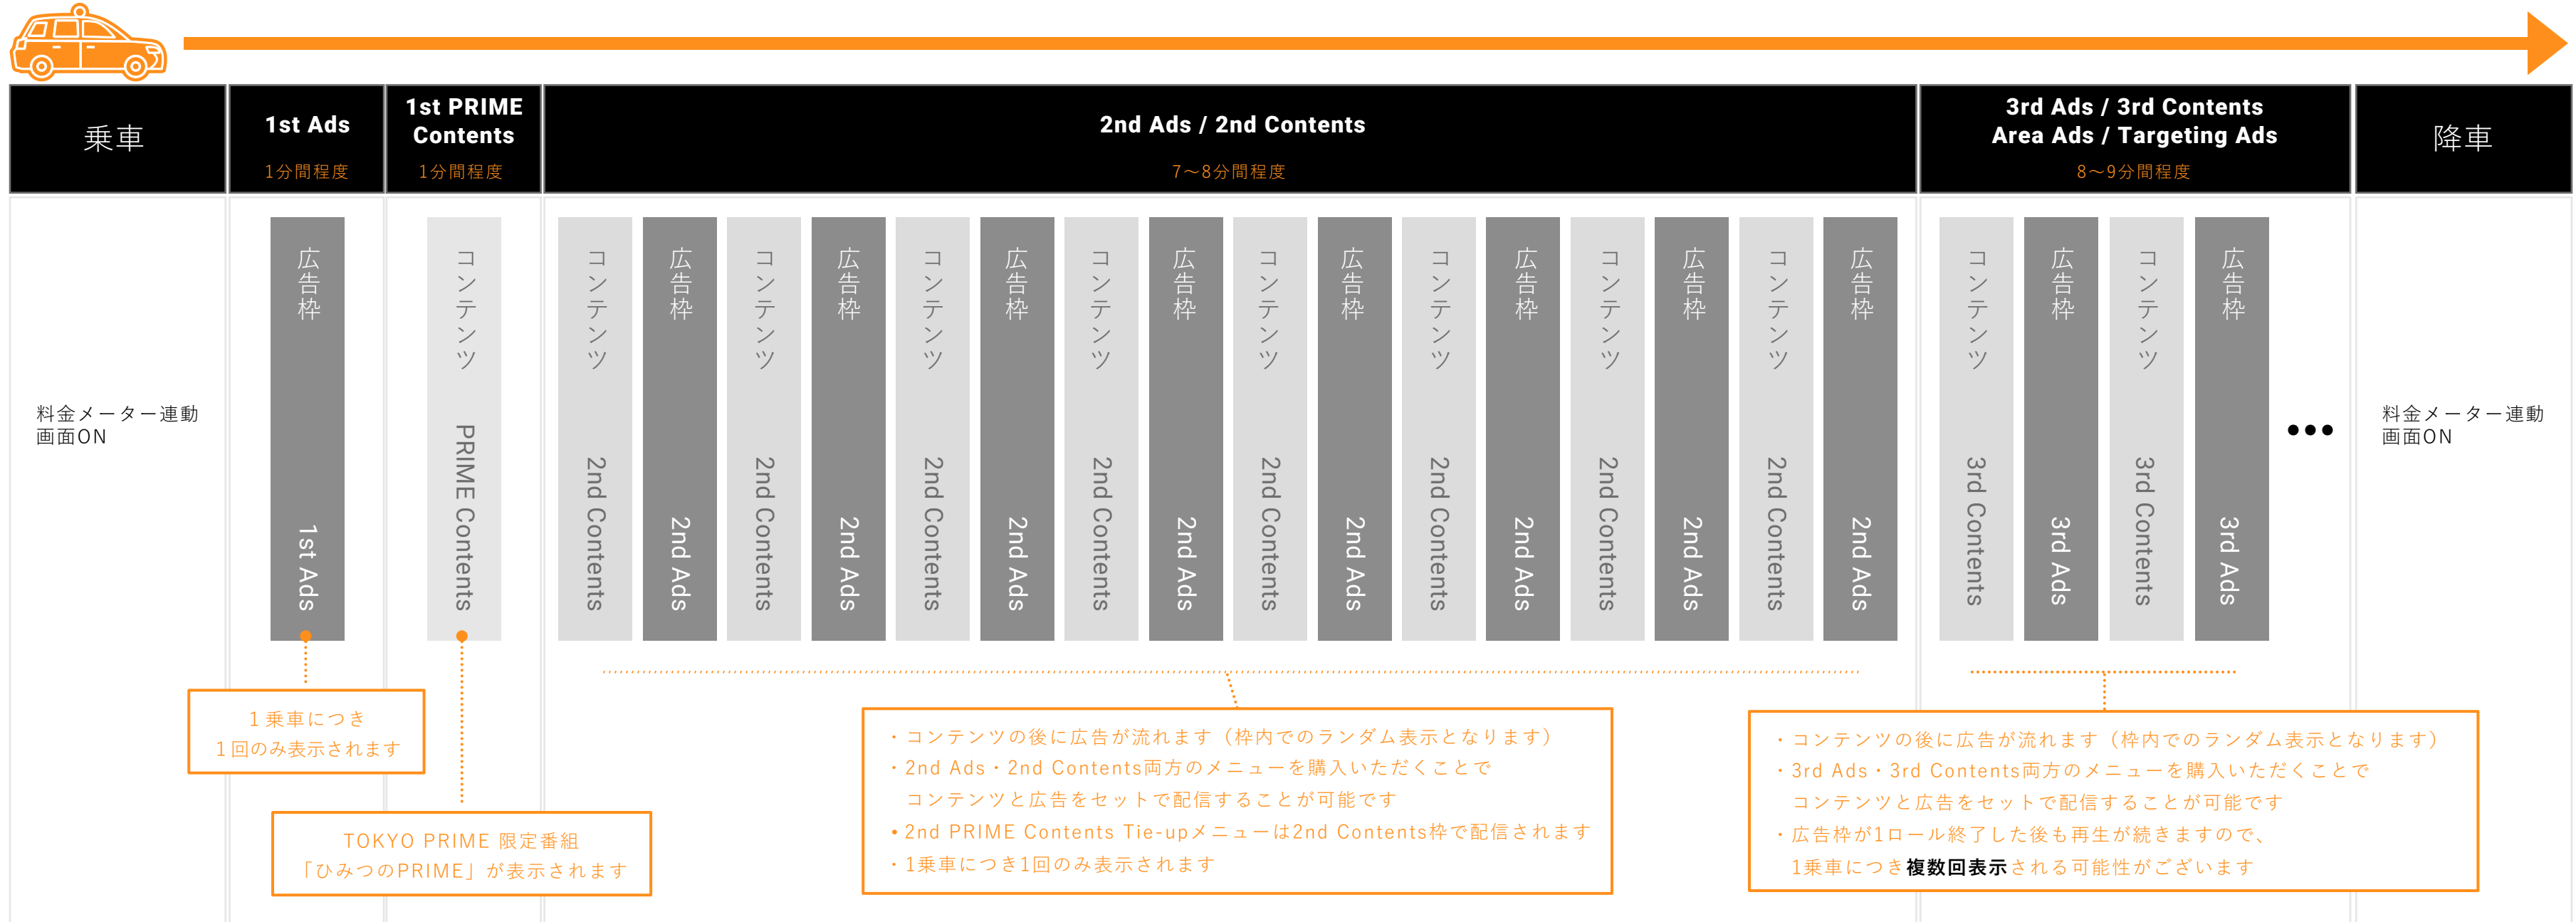 乗車
1st Ads
1分間程度
1st PRIME
Contents
1分間程度
2nd Ads / 2nd Contents
7〜8分間程度
3rd Ads / 3rd Contents
Area Ads / Targeting Ads
8〜9分間程度
降車
料金メーター連動
画面ON
広告枠 1st Ads
コンテンツ PRIME Contents
コンテンツ 2nd Contents
広告枠 2nd Ads
コンテンツ 2nd Contents
広告枠 2nd Ads
コンテンツ 2nd Contents
広告枠 2nd Ads
コンテンツ 2nd Contents
広告枠 2nd Ads
コンテンツ 2nd Contents
広告枠 2nd Ads
コンテンツ 2nd Contents
広告枠 2nd Ads
コンテンツ 2nd Contents
広告枠 2nd Ads
コンテンツ 2nd Contents
広告枠 2nd Ads
コンテンツ 3rd Contents
広告枠 3rd Ads
コンテンツ 3rd Contents
広告枠 3rd Ads
•••
料金メーター連動
画面ON
1乗車につき
1回のみ表示されます
TOKYO PRIME 限定番組
「ひみつのPRIME」が表示されます
・コンテンツの後に広告が流れます（枠内でのランダム表示となります）
・2nd Ads・2nd Contents両方のメニューを購入いただくことで
コンテンツと広告をセットで配信することが可能です
・2nd PRIME Contents Tie-upメニューは2nd Contents枠で配信されます
・1乗車につき1回のみ表示されます
・コンテンツの後に広告が流れます（枠内でのランダム表示となります）
・3rd Ads・3rd Contents両方のメニューを購入いただくことで
コンテンツと広告をセットで配信することが可能です
・広告枠が1ロール終了した後も再生が続きますので、
1乗車につき複数回表示される可能性がございます